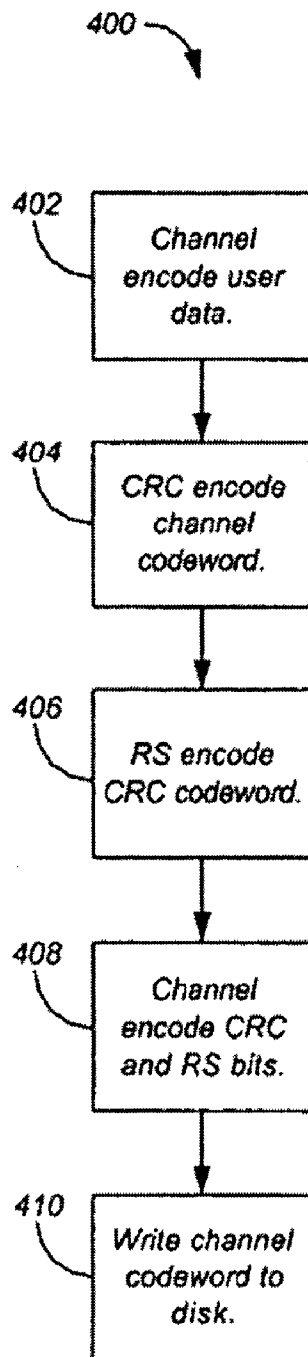 400
402
Channel
encode user
data.
404
CRC encode
channel
codeword.
406
RS encode
CRC codeword.
408
Channel
encode CRC
and RS bits.
410
Write channel
codeword to
disk.